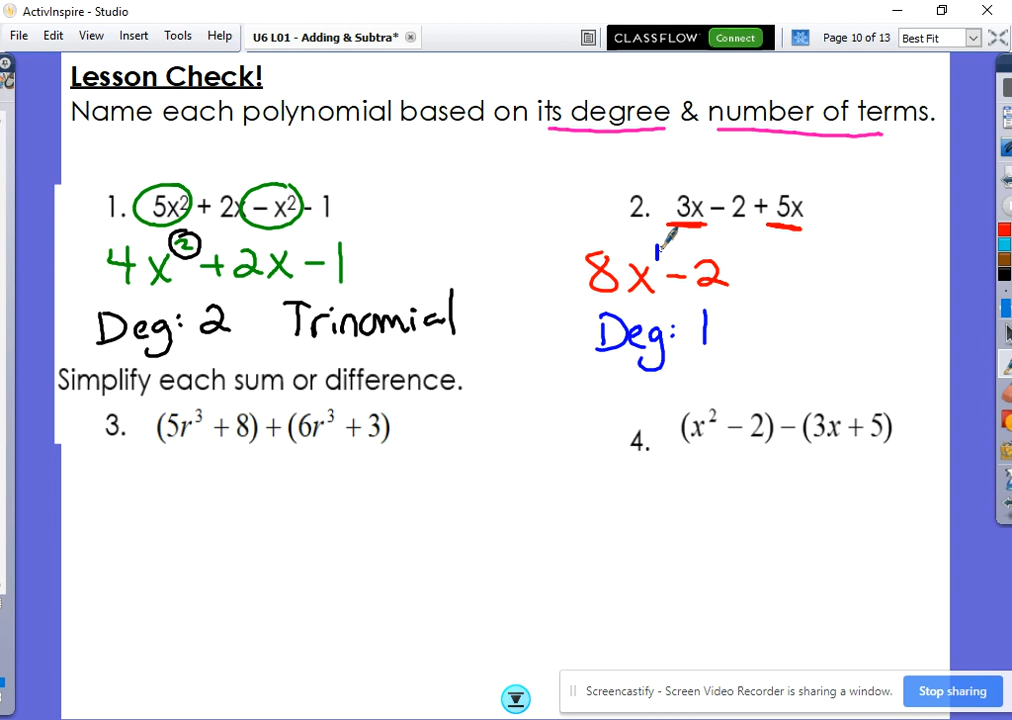 ActivInspire - Studio
File Edit View Insert Tools Help
U6 L01 - Adding & Subtra*
CLASSFLOW Connect
Page 10 of 13
Best Fit
Lesson Check!
Name each polynomial based on its degree & number of terms.
1. 5x² + 2x – x² - 1
4x² + 2x – 1
Deg: 2 Trinomial
2. 3x – 2 + 5x
8x¹ – 2
Deg: 1
Simplify each sum or difference.
3. (5r³ + 8) + (6r³ + 3)
4. (x² – 2) – (3x + 5)
Screencastify - Screen Video Recorder is sharing a window.
Stop sharing